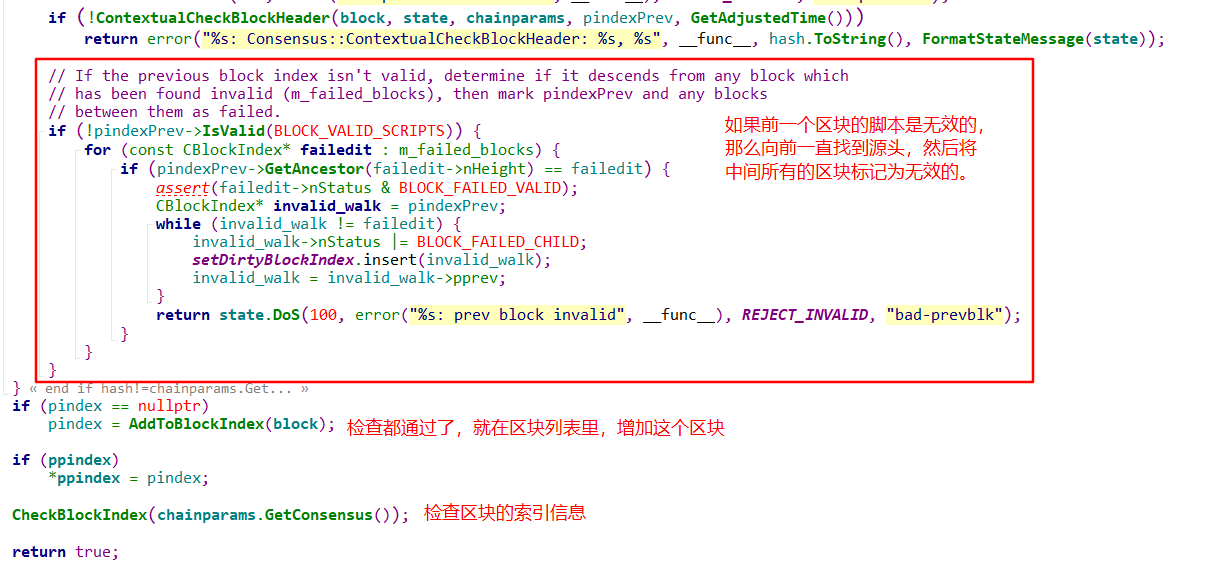 if (!ContextualCheckBlockHeader(block, state, chainparams, pindexPrev, GetAdjustedTime()))
return error("%s: Consensus::ContextualCheckBlockHeader: %s, %s", __func__, hash.ToString(), FormatStateMessage(state));
// If the previous block index isn't valid, determine if it descends from any block which
// has been found invalid (m_failed_blocks), then mark pindexPrev and any blocks
// between them as failed.
if (!pindexPrev->IsValid(BLOCK_VALID_SCRIPTS)) {
如果前一个区块的脚本是无效的，
for (const CBlockIndex* failedit : m_failed_blocks) {
那么向前一直找到源头，然后将
if (pindexPrev->GetAncestor(failedit->nHeight) == failedit) {
中间所有的区块标记为无效的。
assert(failedit->nStatus & BLOCK_FAILED_VALID);
CBlockIndex* invalid_walk = pindexPrev;
while (invalid_walk != failedit) {
invalid_walk->nStatus |= BLOCK_FAILED_CHILD;
setDirtyBlockIndex.insert(invalid_walk);
invalid_walk = invalid_walk->pprev;
}
return state.DoS(100, error("%s: prev block invalid", __func__), REJECT_INVALID, "bad-prevblk");
}
}
}
} « end if hash!=chainparams.Get... »
if (pindex == nullptr)
pindex = AddToBlockIndex(block); 检查都通过了，就在区块列表里，增加这个区块
if (ppindex)
*ppindex = pindex;
CheckBlockIndex(chainparams.GetConsensus()); 检查区块的索引信息
return true;